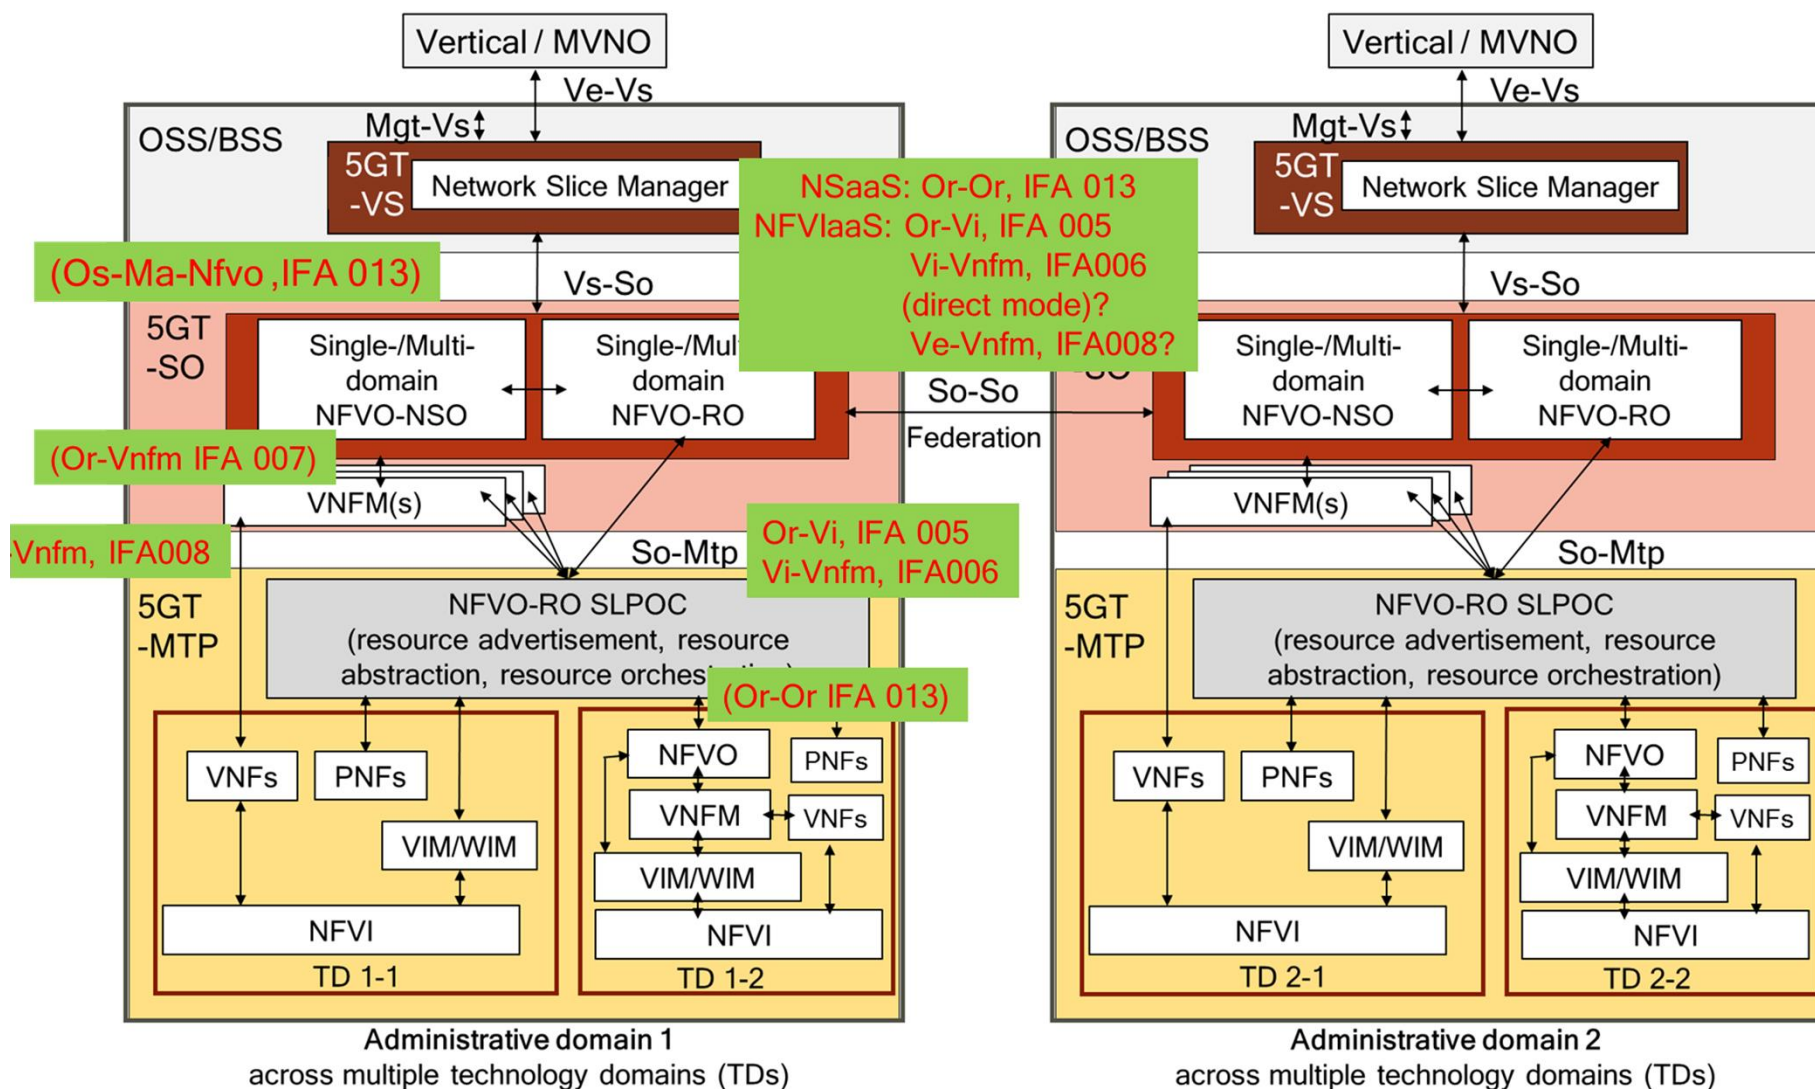 Vertical / MVNO
Ve-Vs
Mgt-Vs
OSS/BSS
5GT
-VS
Network Slice Manager
(Os-Ma-Nfvo ,IFA 013)
Vs-So
5GT
-SO
Single-/Multi-
domain
NFVO-NSO
Single-/Mul
domain
NFVO-RO
(Or-Vnfm IFA 007)
VNFM(s)
-Vnfm, IFA008
So-Mtp
Or-Vi, IFA 005
Vi-Vnfm, IFA006
5GT
-MTP
NFVO-RO SLPOC
(resource advertisement, resource
abstraction, resource orchestration)
(Or-Or IFA 013)
VNFs
PNFs
VIM/WIM
NFVI
TD 1-1
NFVO
PNFs
VNFM
VNFs
VIM/WIM
NFVI
TD 1-2
Administrative domain 1
across multiple technology domains (TDs)
NSaaS: Or-Or, IFA 013
NFVIaaS: Or-Vi, IFA 005
Vi-Vnfm, IFA006
(direct mode)?
Ve-Vnfm, IFA008?
So-So
Federation
Vertical / MVNO
Ve-Vs
Mgt-Vs
OSS/BSS
5GT
-VS
Network Slice Manager
Vs-So
-SO
Single-/Multi-
domain
NFVO-NSO
Single-/Multi-
domain
NFVO-RO
VNFM(s)
So-Mtp
5GT
-MTP
NFVO-RO SLPOC
(resource advertisement, resource
abstraction, resource orchestration)
VNFs
PNFs
VIM/WIM
NFVI
TD 2-1
NFVO
PNFs
VNFM
VNFs
VIM/WIM
NFVI
TD 2-2
Administrative domain 2
across multiple technology domains (TDs)